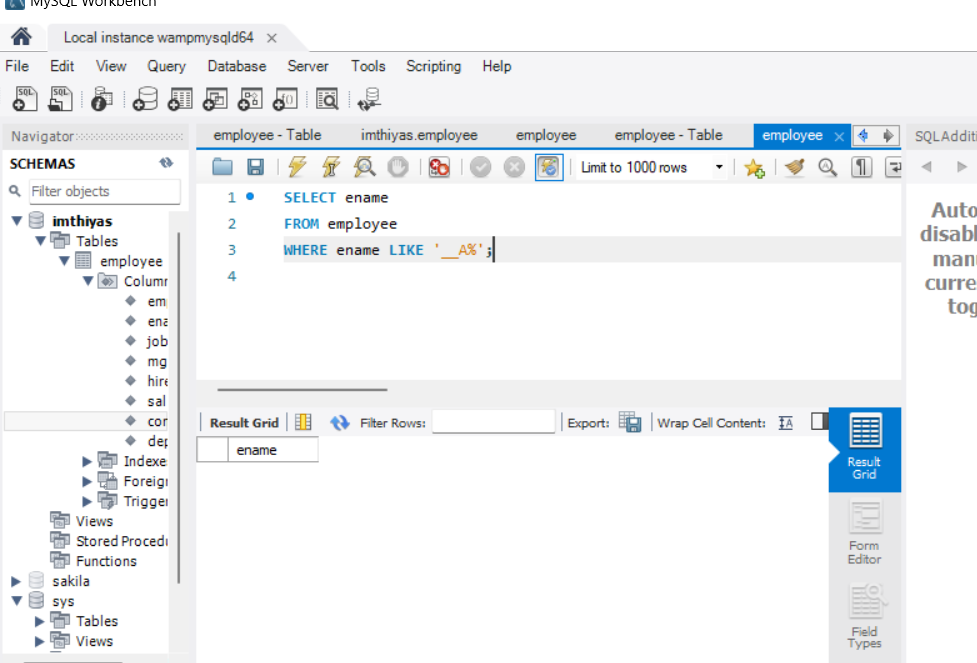 MySQL Workbench
Local instance wampmysqld64
File Edit View Query Database Server Tools Scripting Help
Navigator
employee - Table imthiyas.employee employee employee - Table employee
SQLAdditi
SCHEMAS
Limit to 1000 rows
Filter objects
1 SELECT ename
2 FROM employee
3 WHERE ename LIKE '__A%';
4
imthiyas
Tables
employee
Column
em
ena
job
mg
hire
sal
cor
dep
Indexe
Foreig
Trigger
Views
Stored Proced
Functions
sakila
sys
Tables
Views
Auto
disabl
man
curre
tog
Result Grid Filter Rows: Export: Wrap Cell Content:
ename
Result
Grid
Form
Editor
Field
Types